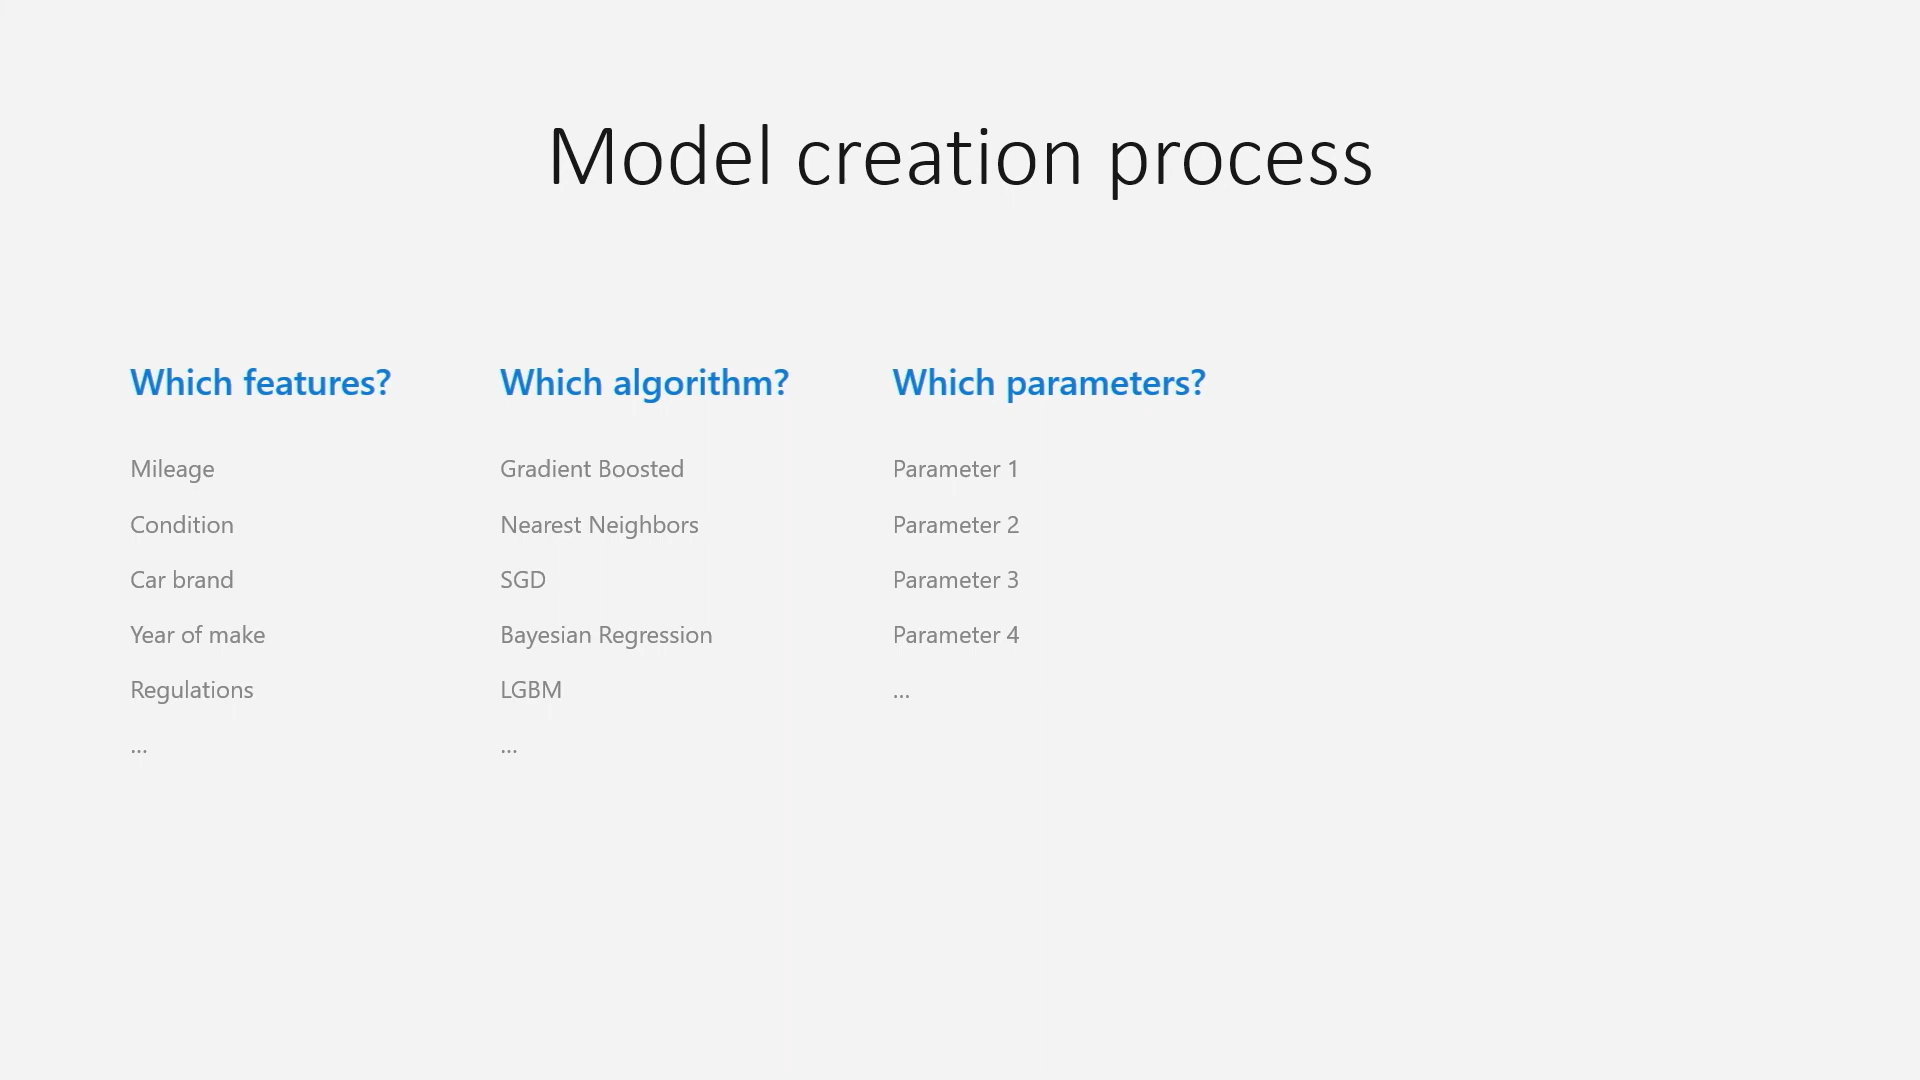 Model creation process
Which features?
Mileage
Condition
Car brand
Year of make
Regulations
...
Which algorithm?
Gradient Boosted
Nearest Neighbors
SGD
Bayesian Regression
LGBM
...
Which parameters?
Parameter 1
Parameter 2
Parameter 3
Parameter 4
...